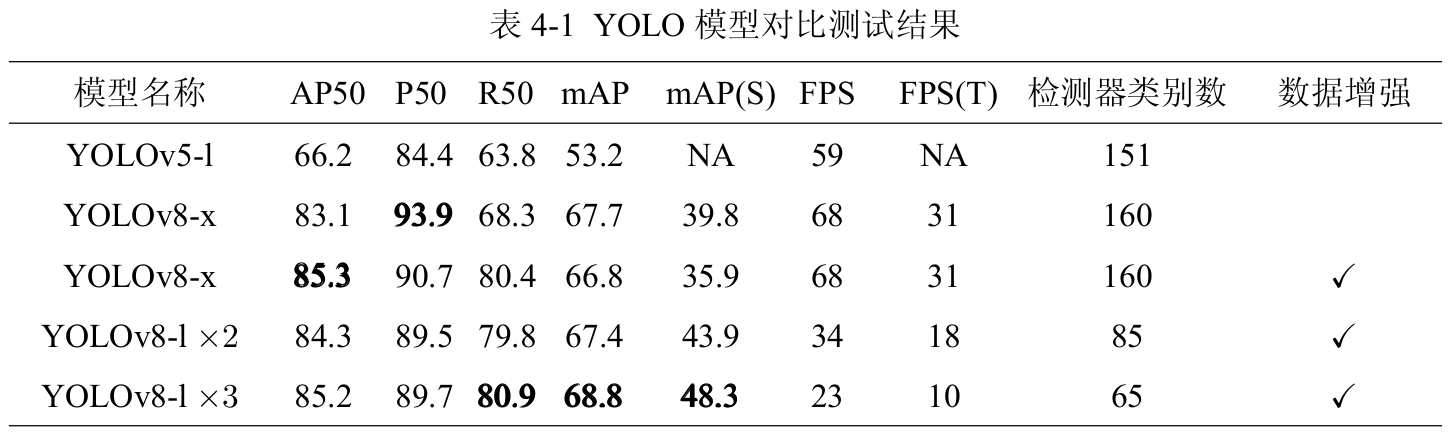 表 4-1 YOLO 模型对比测试结果
模型名称 AP50 P50 R50 mAP mAP(S) FPS FPS(T) 检测器类别数 数据增强
YOLOv5-l 66.2 84.4 63.8 53.2 NA 59 NA 151
YOLOv8-x 83.1 93.9 68.3 67.7 39.8 68 31 160
YOLOv8-x 85.3 90.7 80.4 66.8 35.9 68 31 160 ✓
YOLOv8-l ×2 84.3 89.5 79.8 67.4 43.9 34 18 85 ✓
YOLOv8-l ×3 85.2 89.7 80.9 68.8 48.3 23 10 65 ✓